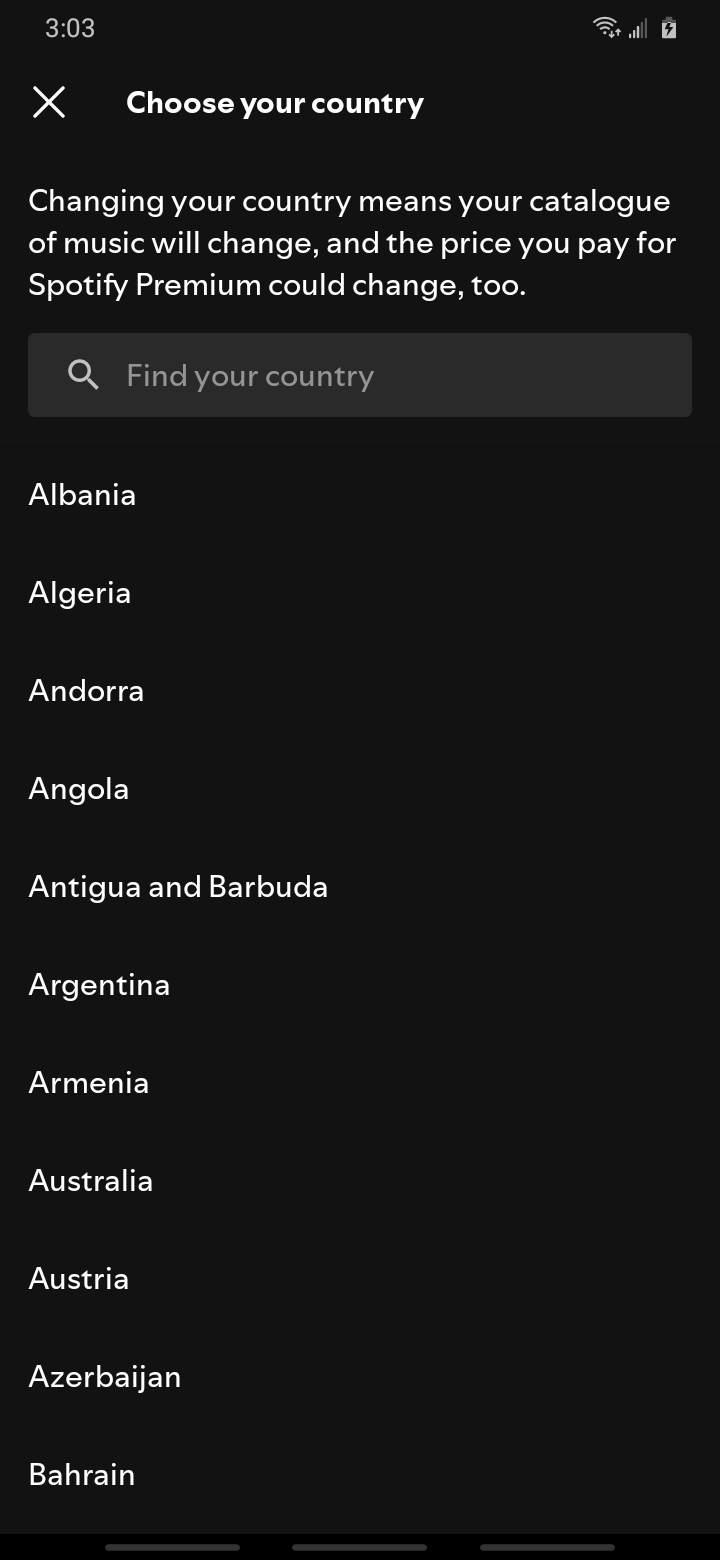 3:03
Choose your country
Changing your country means your catalogue
of music will change, and the price you pay for
Spotify Premium could change, too.
Find your country
Albania
Algeria
Andorra
Angola
Antigua and Barbuda
Argentina
Armenia
Australia
Austria
Azerbaijan
Bahrain